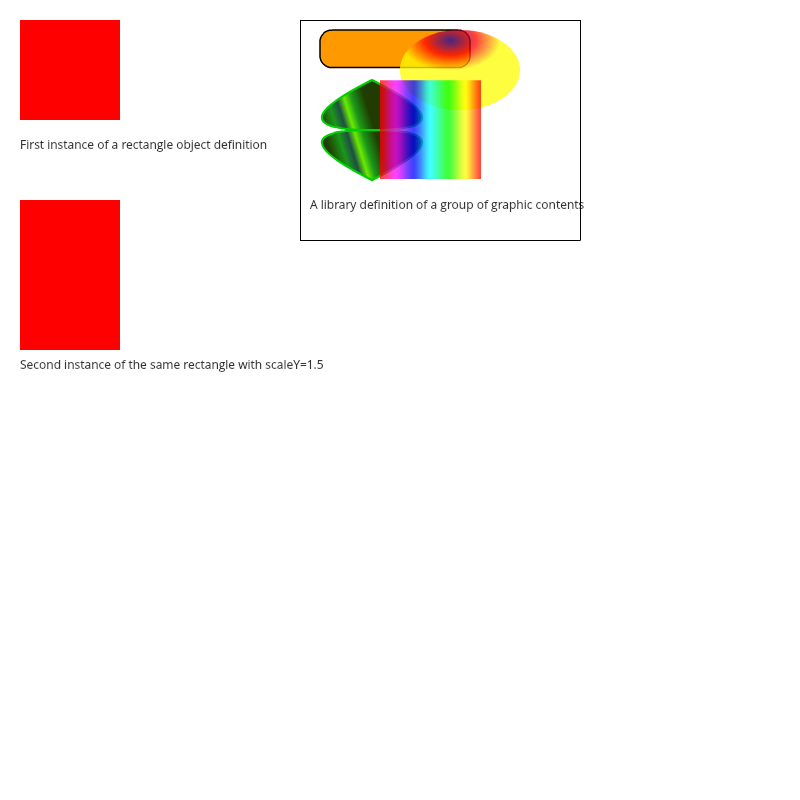 First instance of a rectangle object definition
A library definition of a group of graphic contents
Second instance of the same rectangle with scaleY=1.5